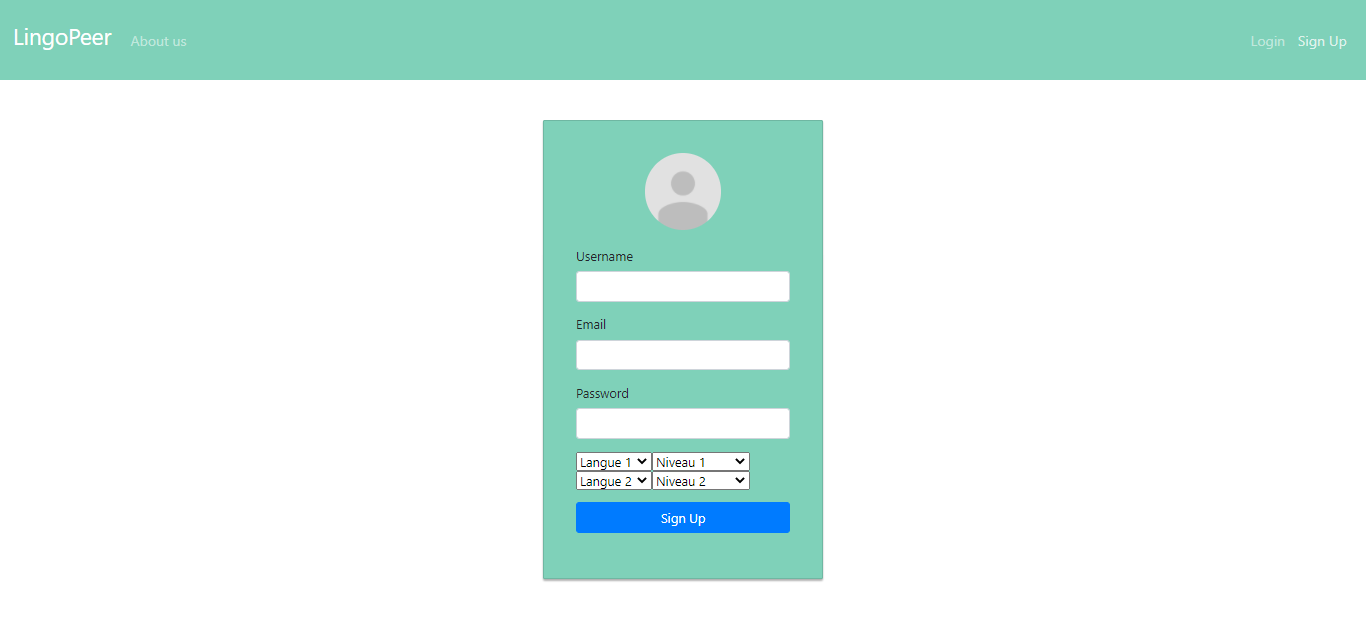 LingoPeer About us Login Sign Up
Username
Email
Password
Langue 1 Niveau 1
Langue 2 Niveau 2
Sign Up